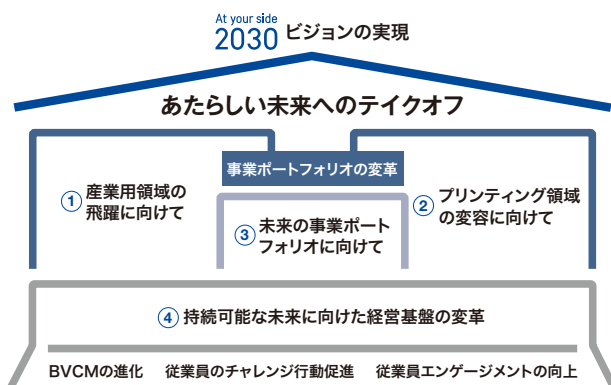 At your side
2030 ビジョンの実現
あたらしい未来へのテイクオフ
事業ポートフォリオの変革
① 産業用領域の
飛躍に向けて
② プリンティング領域
の変容に向けて
③ 未来の事業ポート
フォリオに向けて
④ 持続可能な未来に向けた経営基盤の変革
BVCMの進化 従業員のチャレンジ行動促進 従業員エンゲージメントの向上